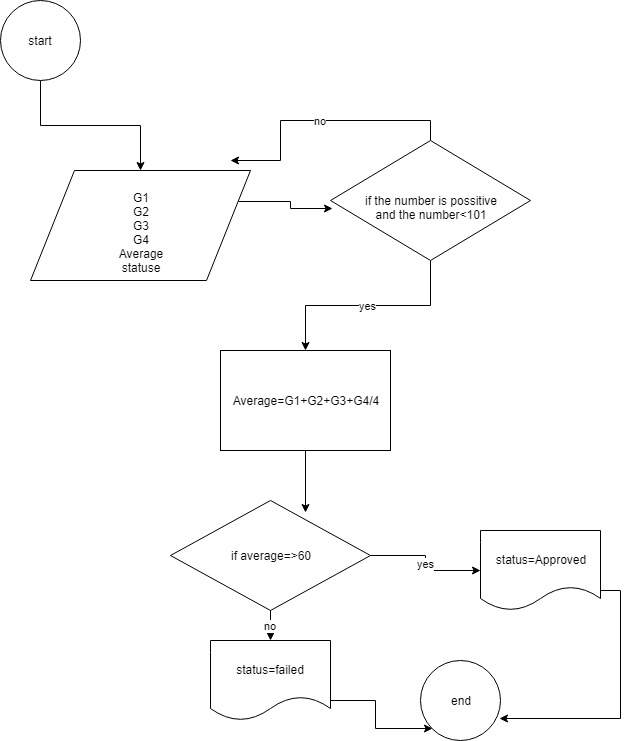 start
no
G1
G2
G3
G4
Average
statuse
if the number is possitive
and the number<101
yes
Average=G1+G2+G3+G4/4
if average=>60
yes
status=Approved
no
status=failed
end